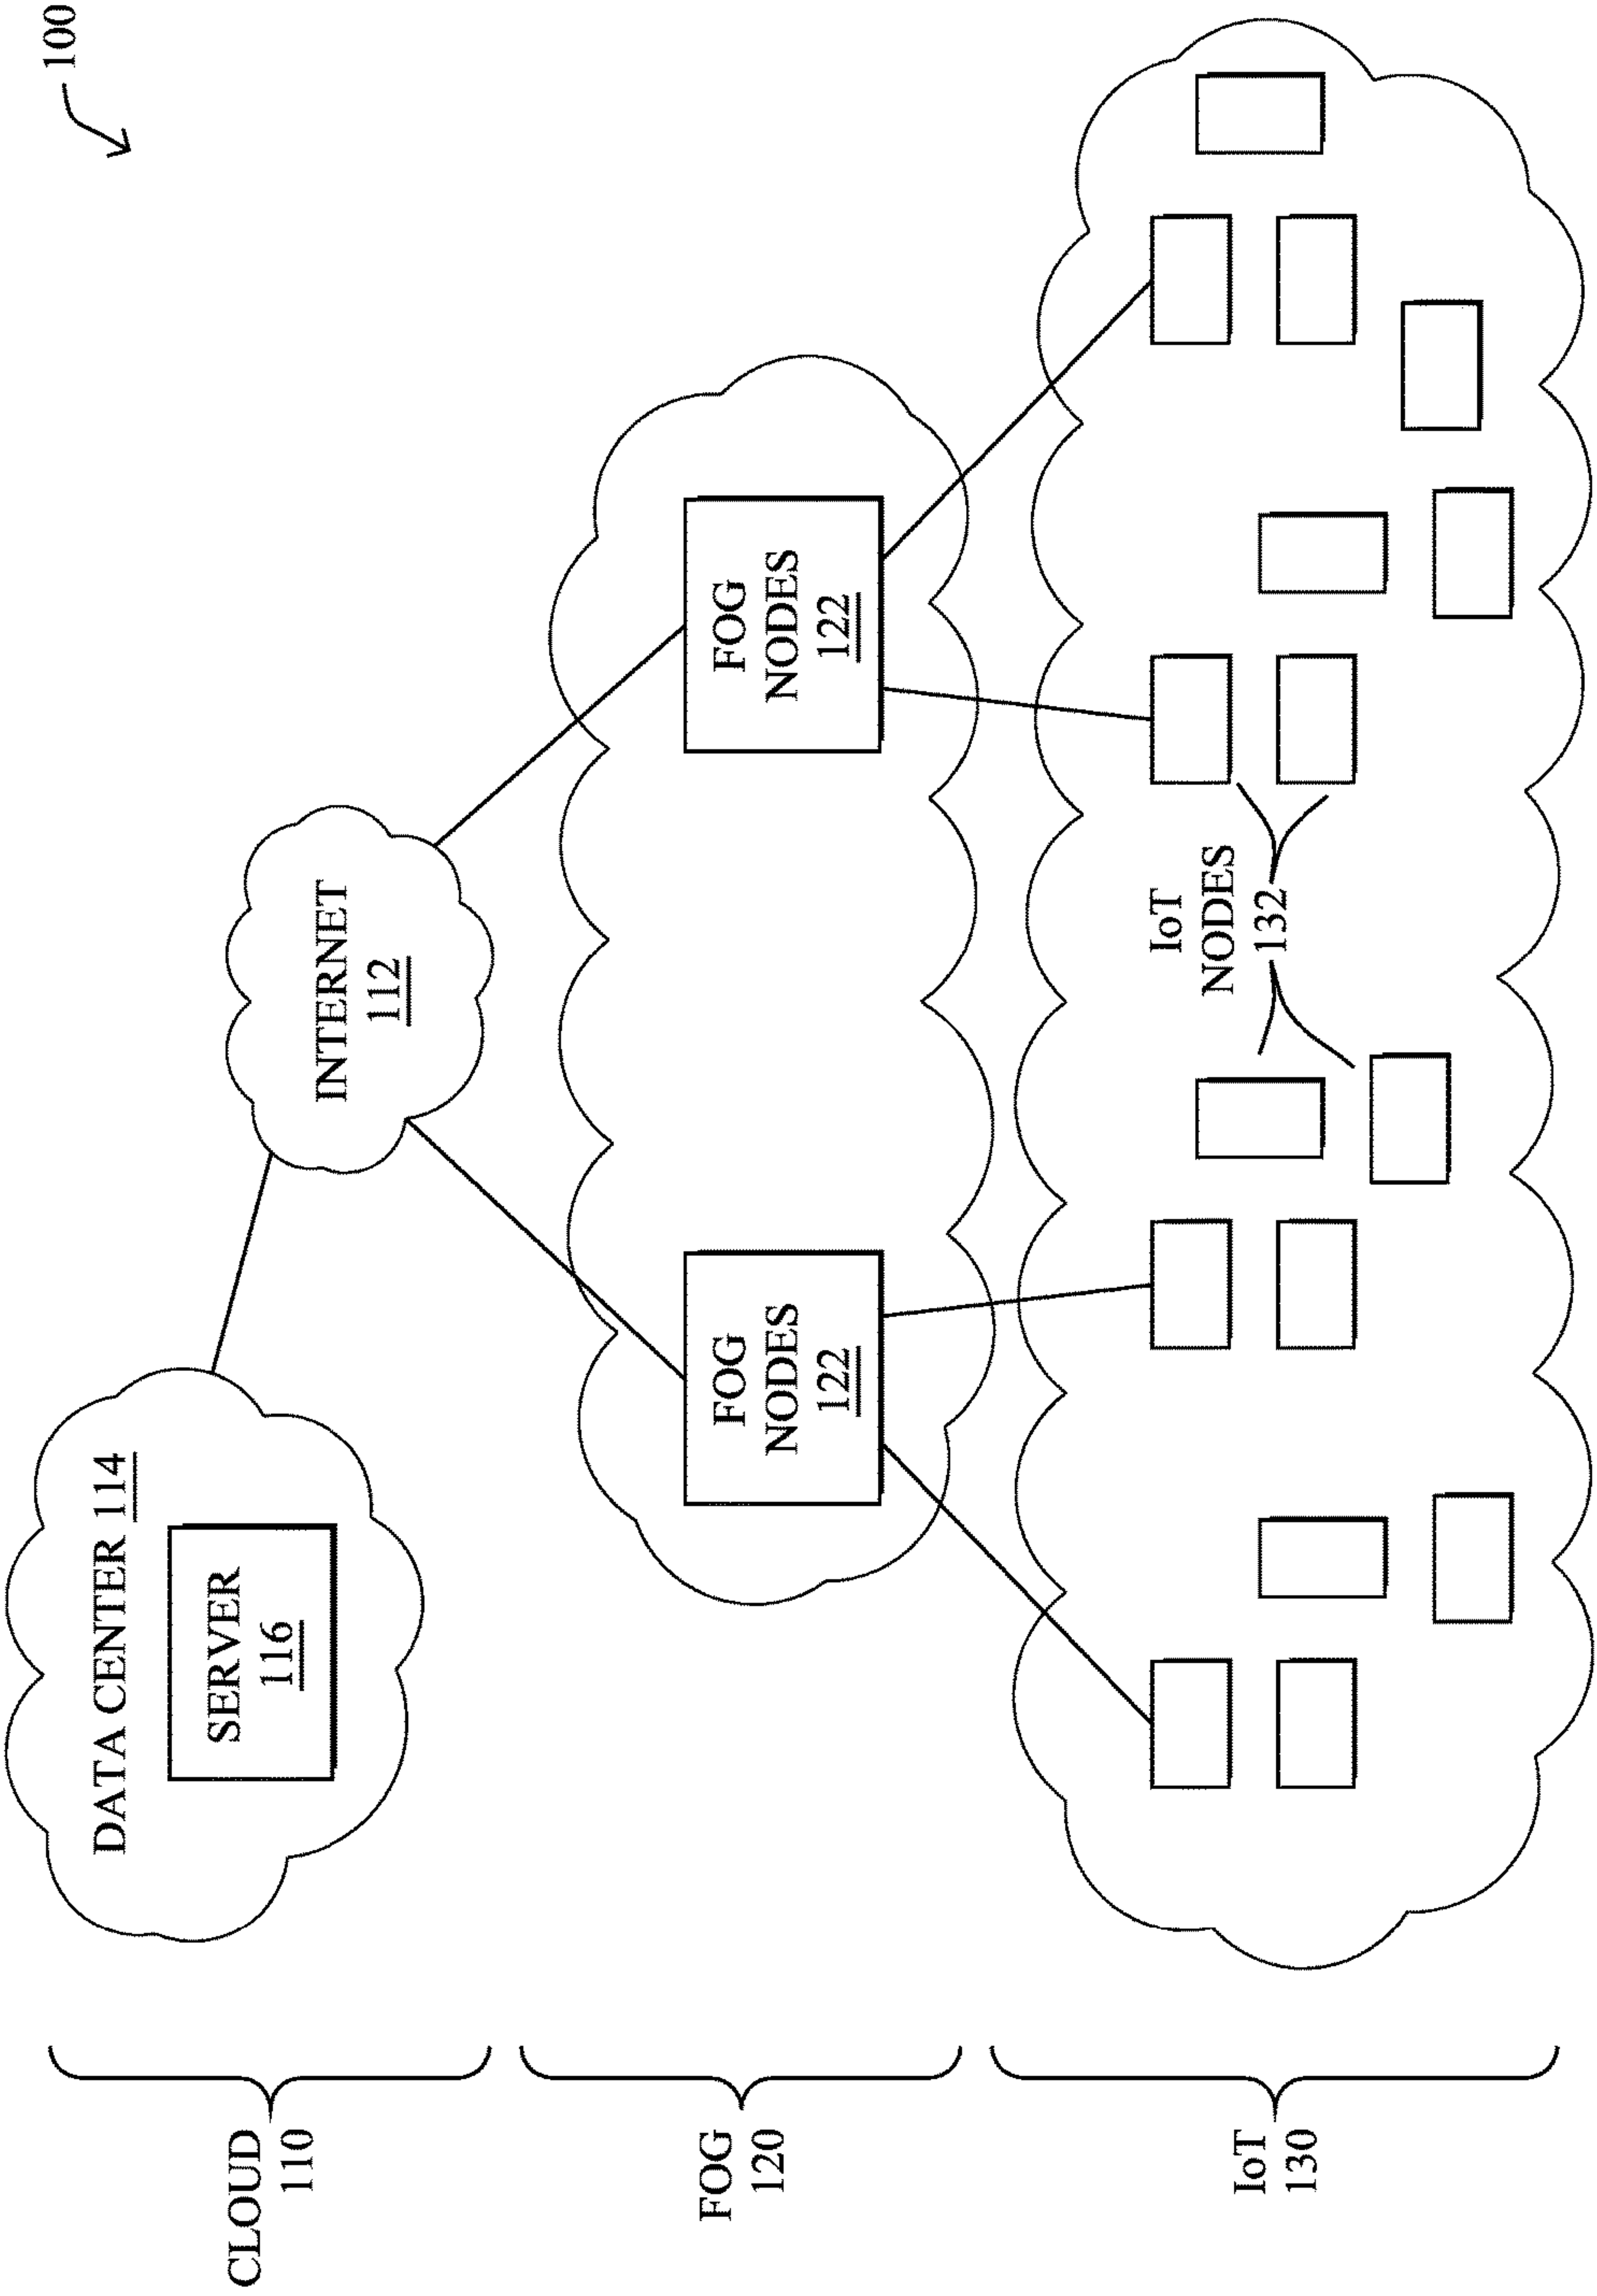 100
CLOUD
110
DATA CENTER 114
SERVER
116
INTERNET
112
FOG
120
FOG
NODES
122
FOG
NODES
122
IoT
130
IoT
NODES
132